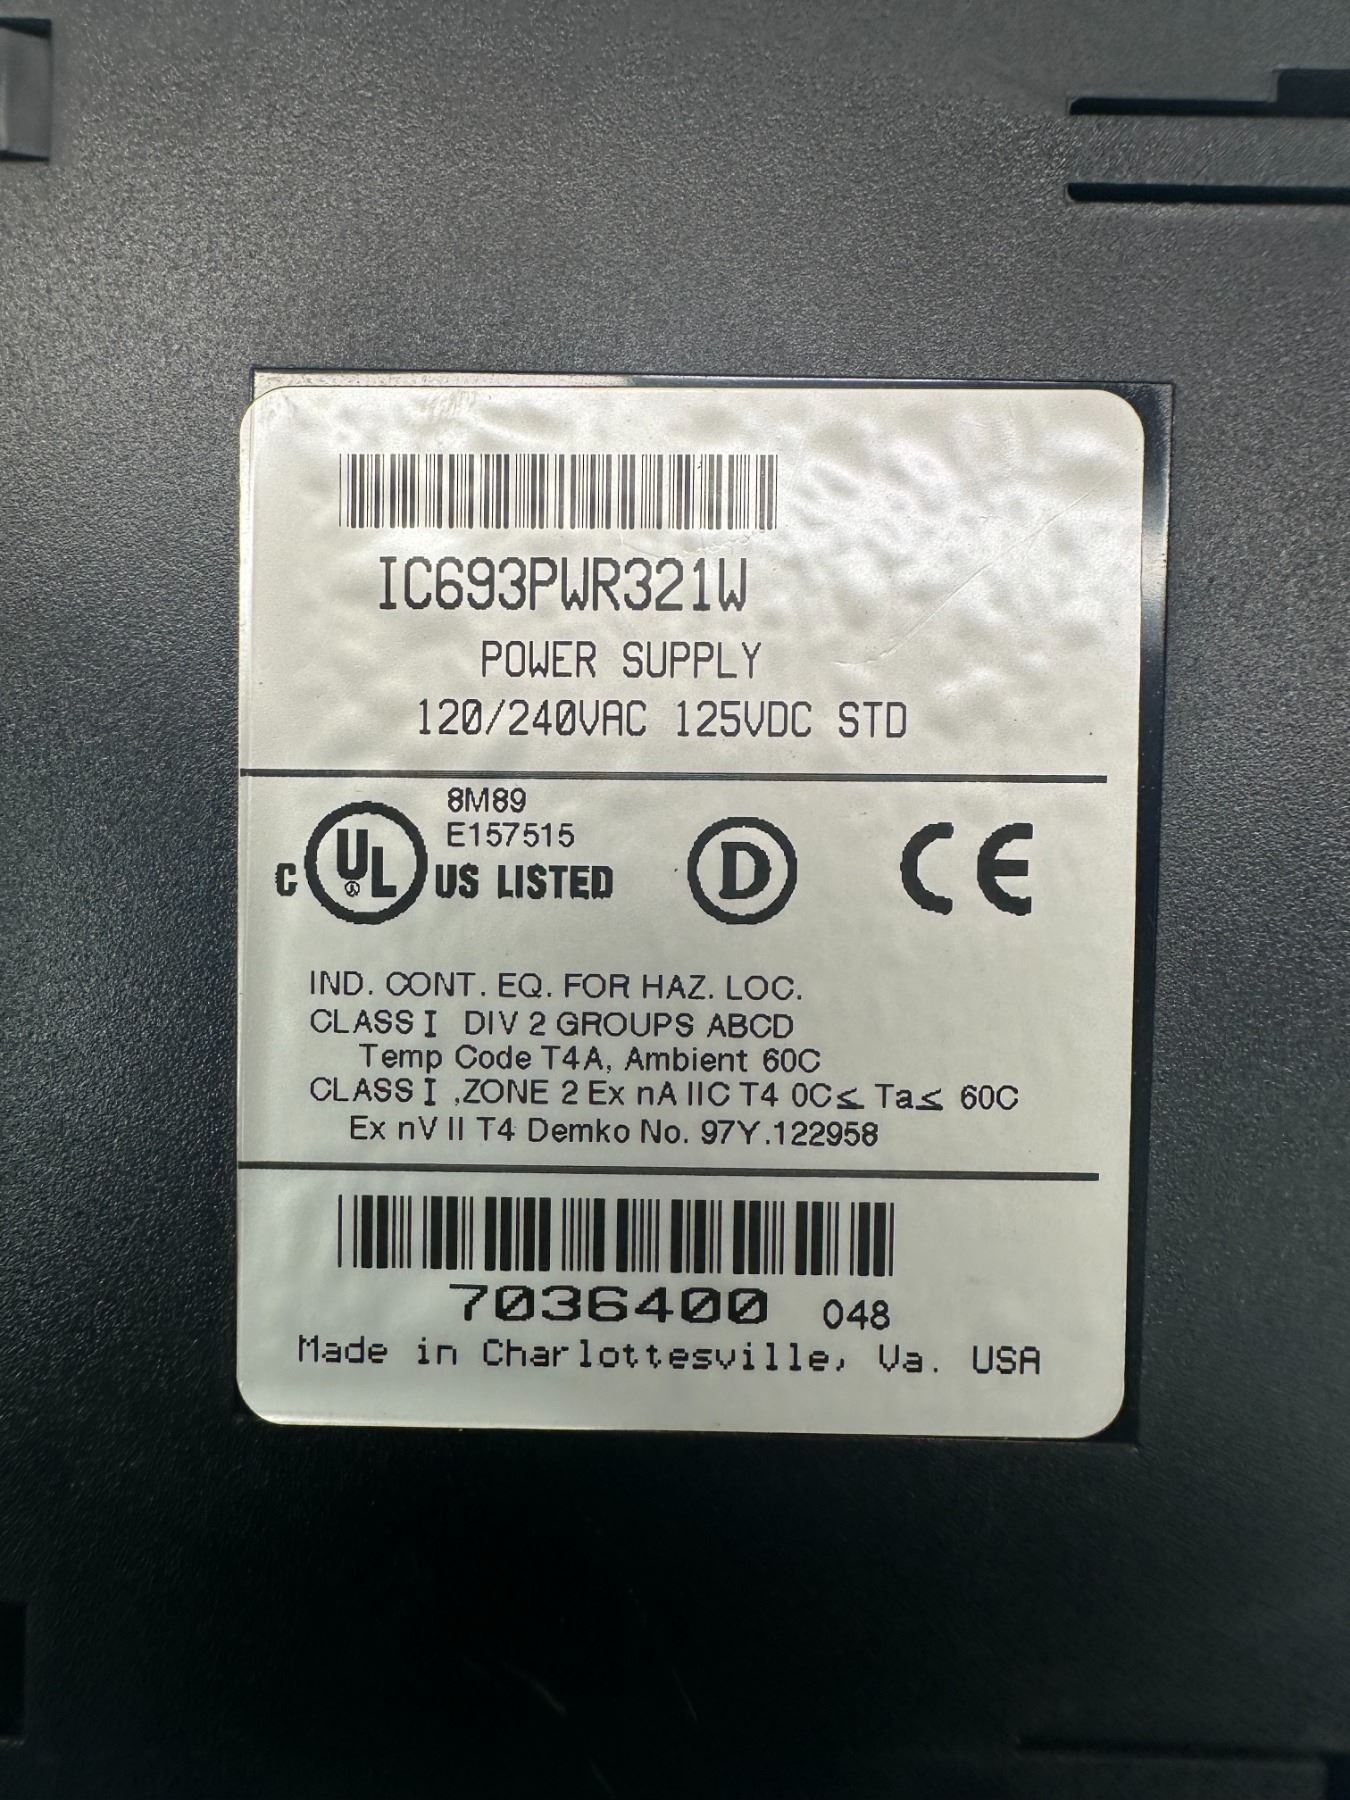 IC693PWR321W
POWER SUPPLY
120/240VAC 125VDC STD
8M89
E157515
C UL US LISTED
D
CE
IND. CONT. EQ. FOR HAZ. LOC.
CLASS I DIV 2 GROUPS ABCD
Temp Code T4A, Ambient 60C
CLASS I ,ZONE 2 Ex nA IIC T4 0C≤ Ta≤ 60C
Ex nV II T4 Demko No. 97Y.122958
7036400 048
Made in Charlottesville, Va. USA